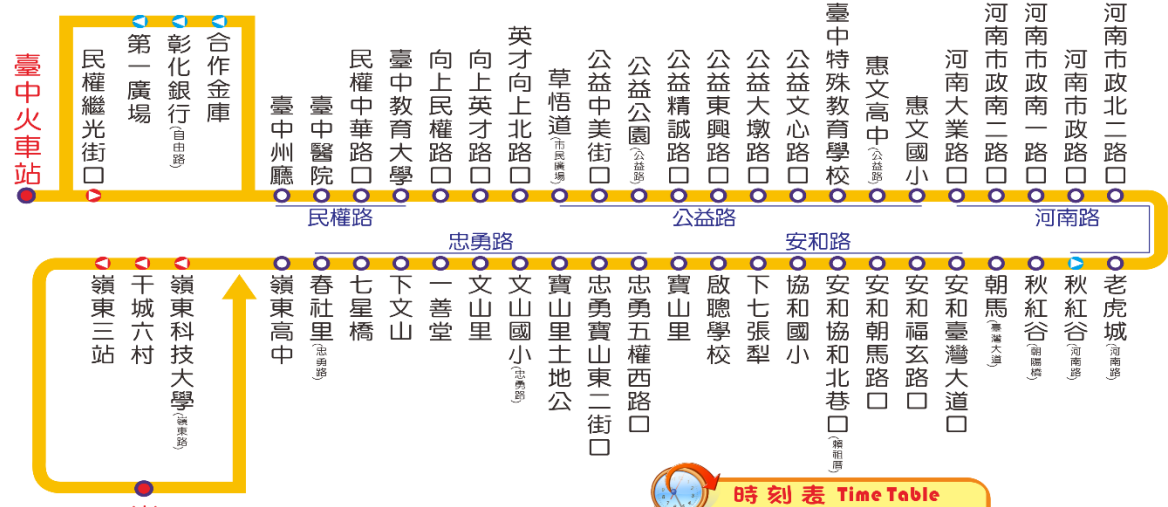 臺中火車站
民權繼光街口
第一廣場
彰化銀行(自由路)
合作金庫
臺中州廳
臺中醫院
民權中華路口
臺中教育大學
向上民權路口
向上英才路口
英才向上北路口
草悟道(市民廣場)
公益中美街口
公益公園(公益路)
公益精誠路口
公益東興路口
公益大墩路口
公益文心路口
臺中特殊教育學校
惠文高中(公益路)
惠文國小
河南大業路口
河南市政南二路口
河南市政南一路口
河南市政路口
河南市政北二路口
民權路
公益路
河南路
忠勇路
安和路
嶺東三站
干城六村
嶺東科技大學(嶺東路)
嶺東高中
春社里(忠勇路)
七星橋
下文山
一善堂
文山里
文山國小(忠勇路)
寶山里土地公
忠勇寶山東二街口
忠勇五權西路口
寶山里
啟聰學校
下七張犁
協和國小
安和協和北巷口(賴祖厝)
安和朝馬路口
安和福玄路口
安和臺灣大道口
朝馬(臺灣大道)
秋紅谷(朝陽橋)
秋紅谷(河南路)
老虎城(河南路)
時刻表 Time Table